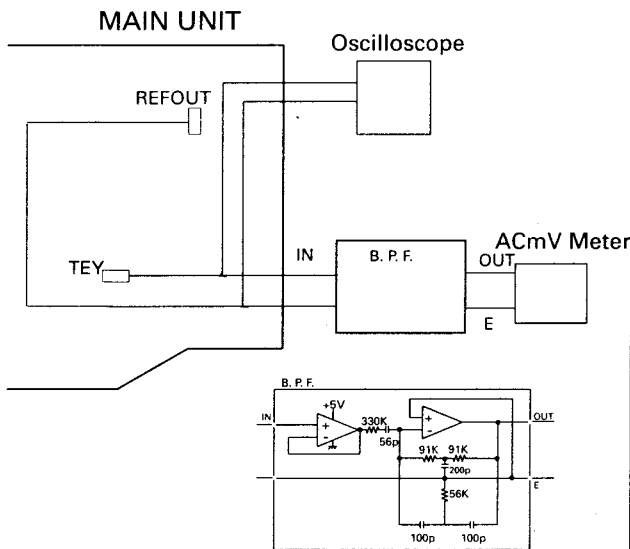 MAIN UNIT
Oscilloscope
REFOUT
TEY
IN
B. P. F.
OUT
ACmV Meter
E
B. P. F.
+5V
IN
+
-
330K
56p
+
-
OUT
91K
91K
200p
56K
E
100p
100p